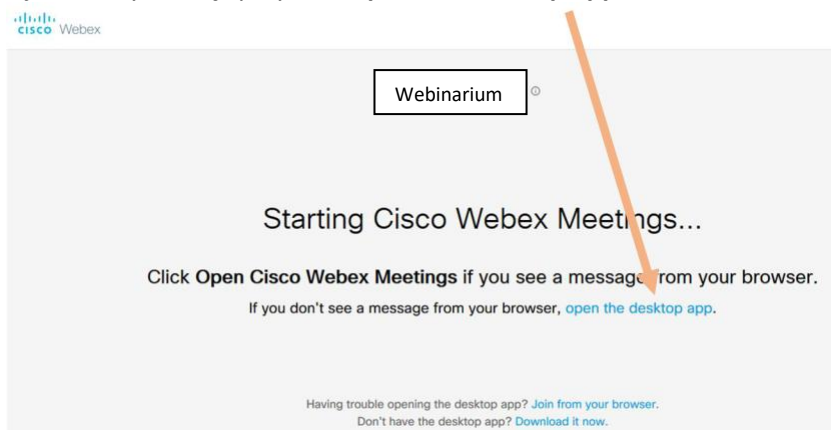 cisco Webex
Webinarium
Starting Cisco Webex Meetings...
Click Open Cisco Webex Meetings if you see a message from your browser.
If you don't see a message from your browser, open the desktop app.
Having trouble opening the desktop app? Join from your browser.
Don't have the desktop app? Download it now.